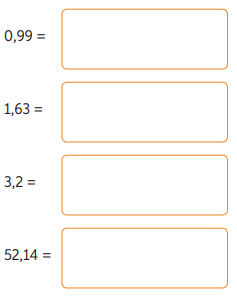 0,99 =
1,63 =
3,2 =
52,14 =